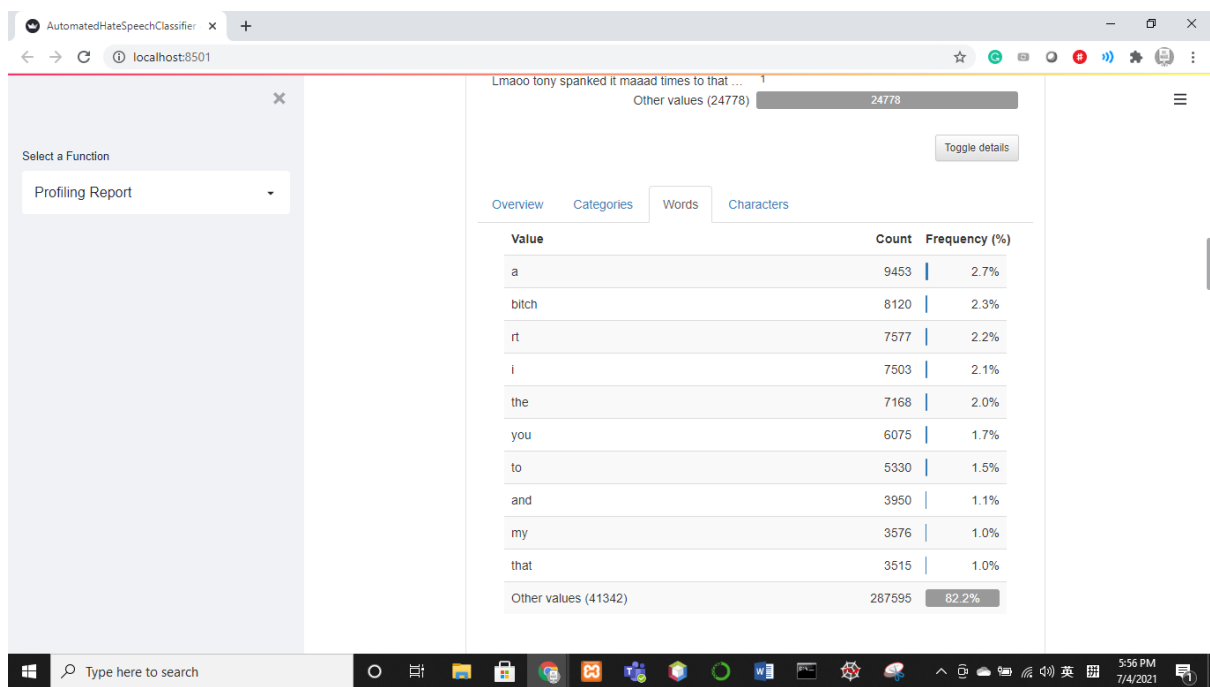 AutomatedHateSpeechClassifier
localhost:8501
Lmaoo tony spanked it maaad times to that ... 1
Other values (24778) 24778
Toggle details
Select a Function
Profiling Report
Overview Categories Words Characters
Value Count Frequency (%)
a 9453 2.7%
bitch 8120 2.3%
rt 7577 2.2%
i 7503 2.1%
the 7168 2.0%
you 6075 1.7%
to 5330 1.5%
and 3950 1.1%
my 3576 1.0%
that 3515 1.0%
Other values (41342) 287595 82.2%
Type here to search
英 拼 5:56 PM
7/4/2021